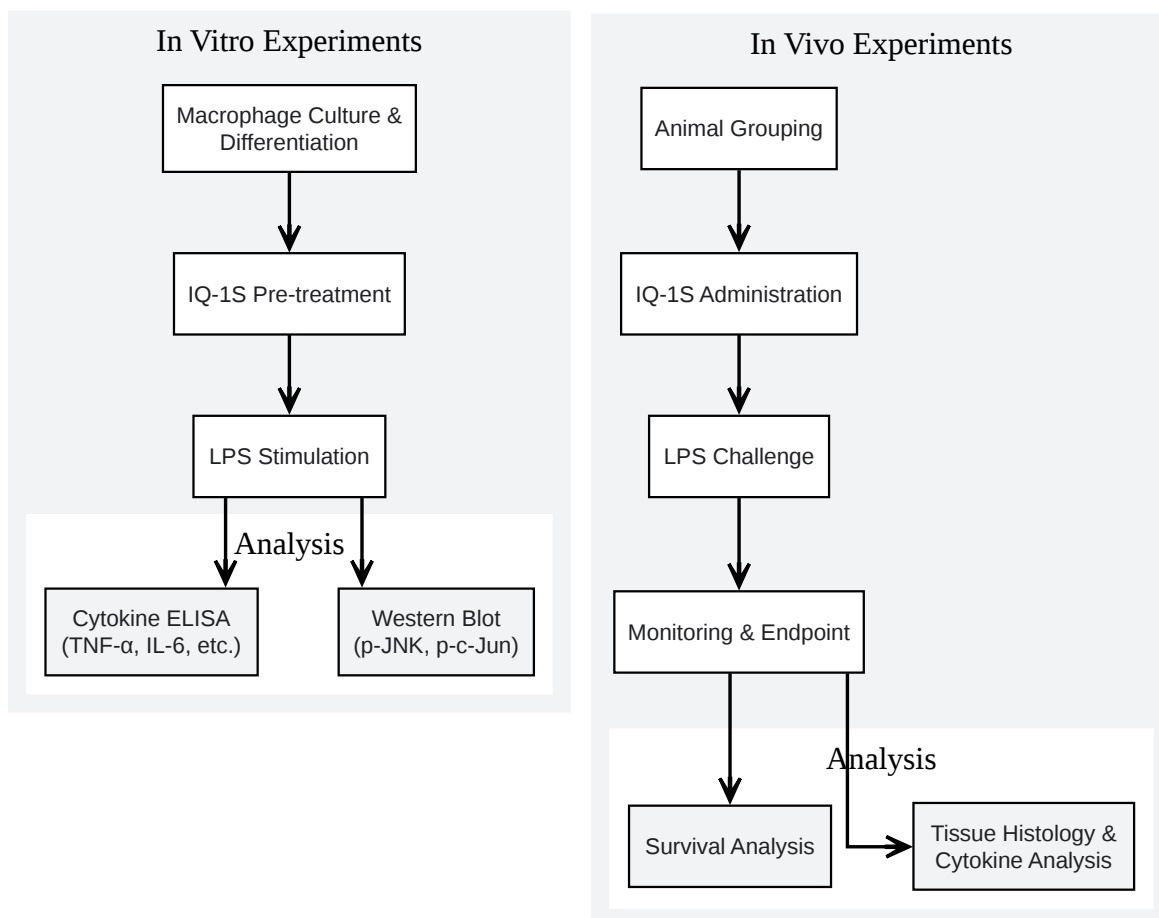 In Vitro Experiments
Macrophage Culture &
Differentiation
IQ-1S Pre-treatment
LPS Stimulation
Analysis
Cytokine ELISA
(TNF-α, IL-6, etc.)
Western Blot
(p-JNK, p-c-Jun)
In Vivo Experiments
Animal Grouping
IQ-1S Administration
LPS Challenge
Monitoring & Endpoint
Analysis
Survival Analysis
Tissue Histology &
Cytokine Analysis